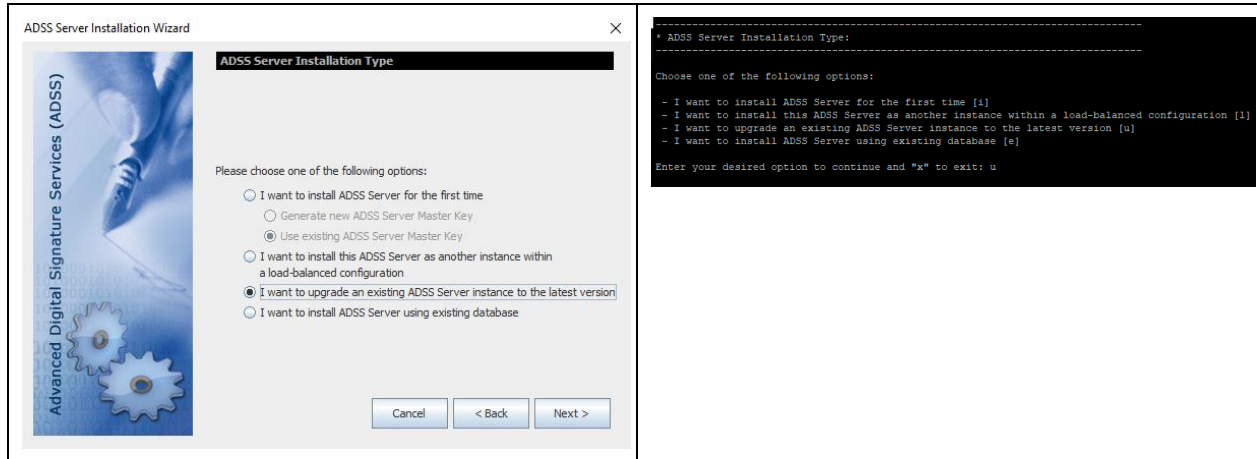 ADSS Server Installation Wizard
Advanced Digital Signature Services (ADSS)
ADSS Server Installation Type
Please choose one of the following options:
I want to install ADSS Server for the first time
Generate new ADSS Server Master Key
Use existing ADSS Server Master Key
I want to install this ADSS Server as another instance within
a load-balanced configuration
I want to upgrade an existing ADSS Server instance to the latest version
I want to install ADSS Server using existing database
Cancel
< Back
Next >
--------------------------------------------------------------------------
* ADSS Server Installation Type:
--------------------------------------------------------------------------
Choose one of the following options:
- I want to install ADSS Server for the first time [i]
- I want to install this ADSS Server as another instance within a load-balanced configuration [l]
- I want to upgrade an existing ADSS Server instance to the latest version [u]
- I want to install ADSS Server using existing database [e]
Enter your desired option to continue and "x" to exit: u